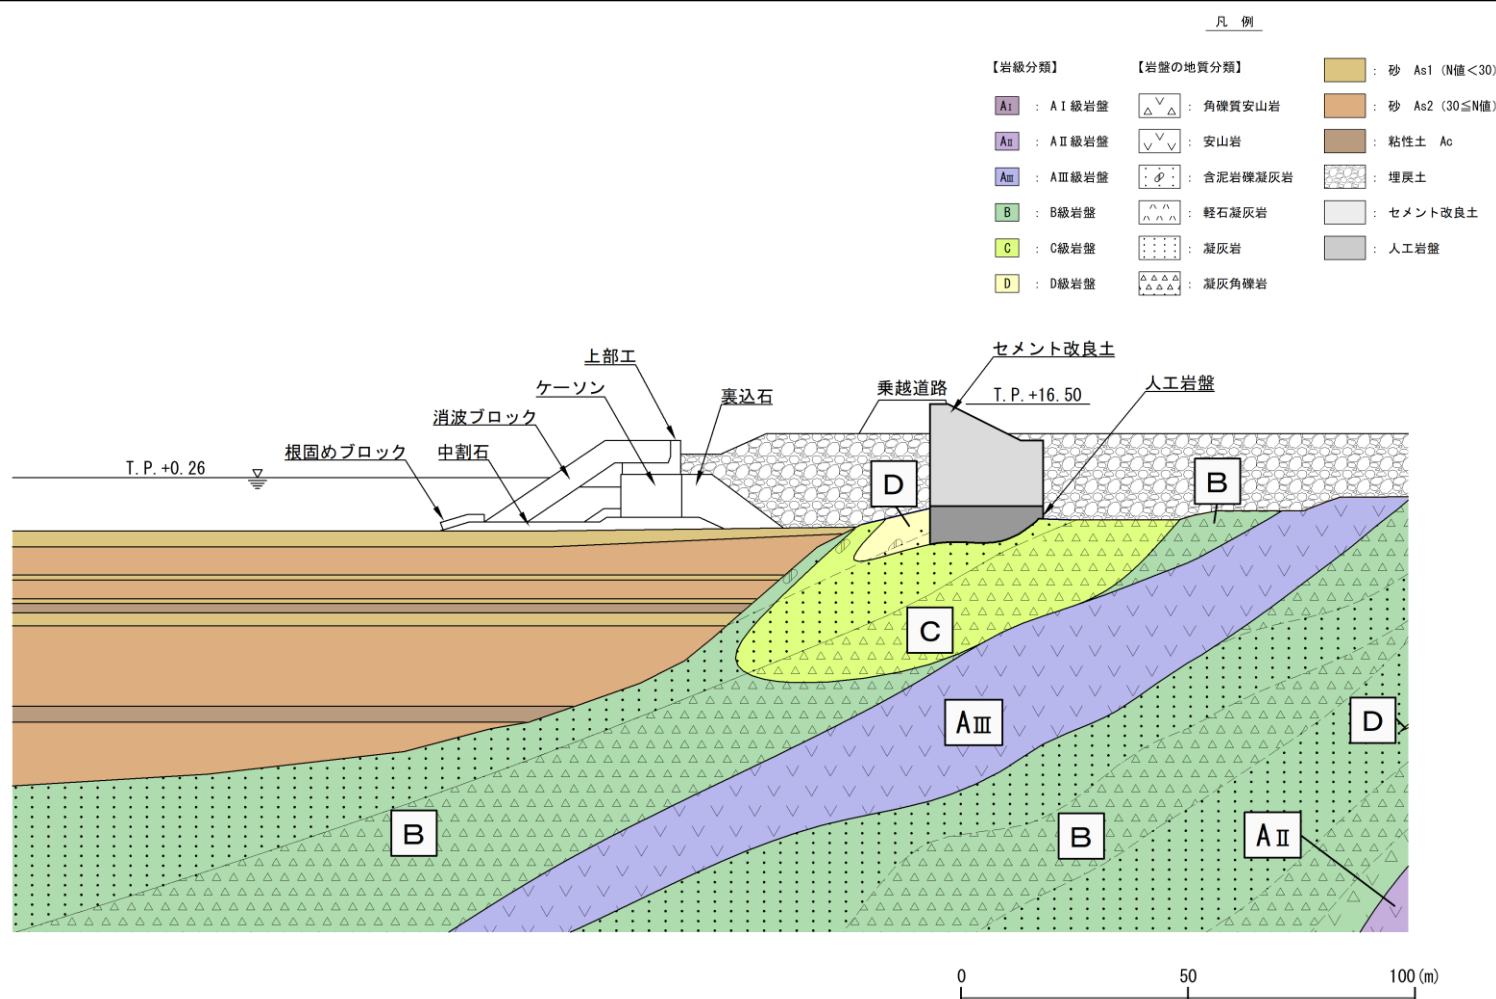 凡 例
【岩級分類】
AⅠ : AⅠ級岩盤
AⅡ : AⅡ級岩盤
AⅢ : AⅢ級岩盤
B : B級岩盤
C : C級岩盤
D : D級岩盤
【岩盤の地質分類】
: 角礫質安山岩
: 安山岩
: 含泥岩礫凝灰岩
: 軽石凝灰岩
: 凝灰岩
: 凝灰角礫岩
: 砂 As1 (N値<30)
: 砂 As2 (30≦N値)
: 粘性土 Ac
: 埋戻土
: セメント改良土
: 人工岩盤
セメント改良土
上部工
人工岩盤
ケーソン
乗越道路
T.P.+16.50
裏込石
消波ブロック
根固めブロック
中割石
T.P.+0.26
D
B
C
AⅢ
D
B
B
AⅡ
0 50 100(m)